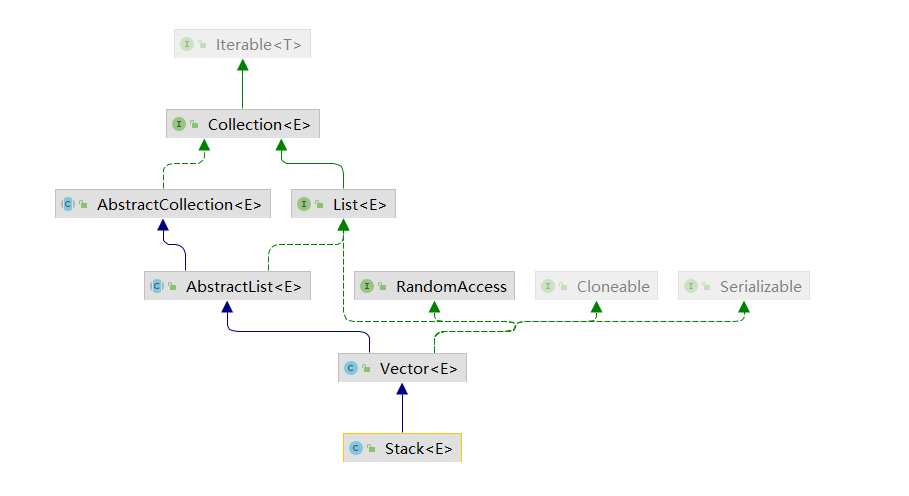 Iterable<T>
Collection<E>
AbstractCollection<E>
List<E>
AbstractList<E>
RandomAccess
Cloneable
Serializable
Vector<E>
Stack<E>